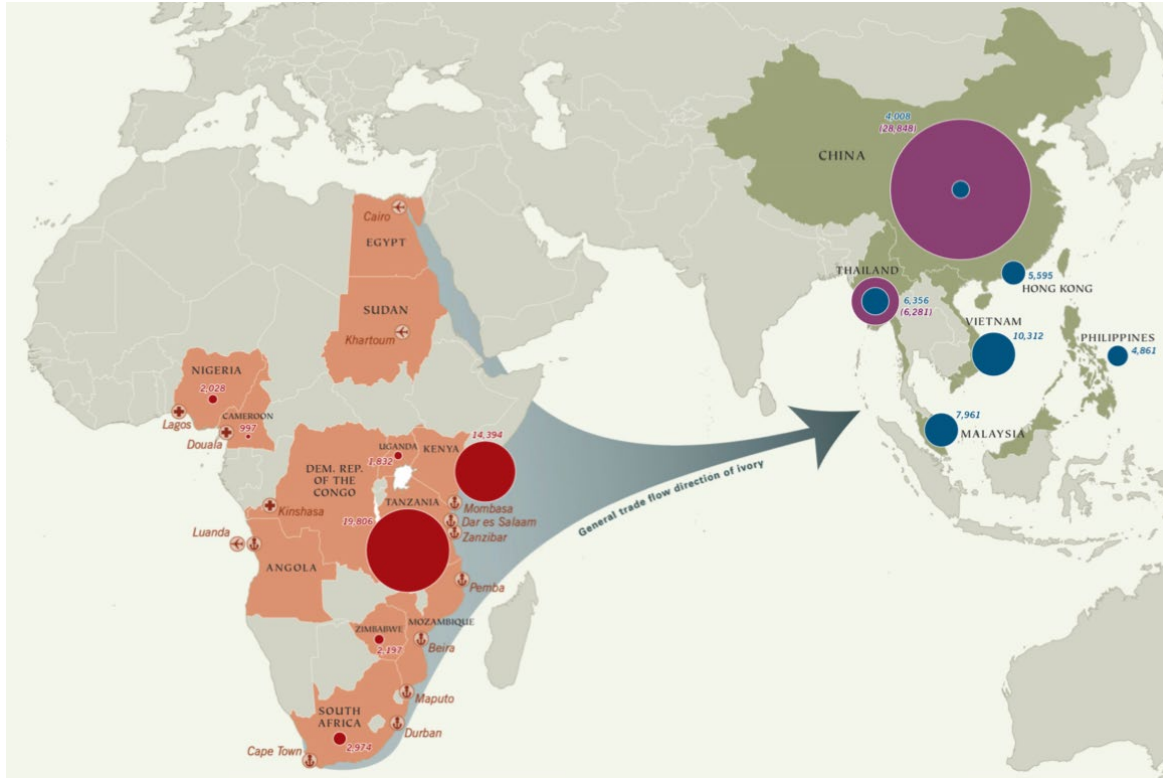 4,008
(28,848)
CHINA
Cairo
EGYPT
THAILAND
5,595
HONG KONG
6,356
(6,281)
SUDAN
Khartoum
VIETNAM
10,312
PHILIPPINES
4,861
NIGERIA
2,028
Lagos
CAMEROON
997
Douala
7,961
MALAYSIA
14,394
UGANDA
1,832
KENYA
DEM. REP.
OF THE
CONGO
TANZANIA
General trade flow direction of ivory
Kinshasa
19,806
Mombasa
Dar es Salaam
Zanzibar
Luanda
ANGOLA
Pemba
MOZAMBIQUE
ZIMBABWE
2,197
Beira
Maputo
SOUTH
AFRICA
Durban
2,974
Cape Town